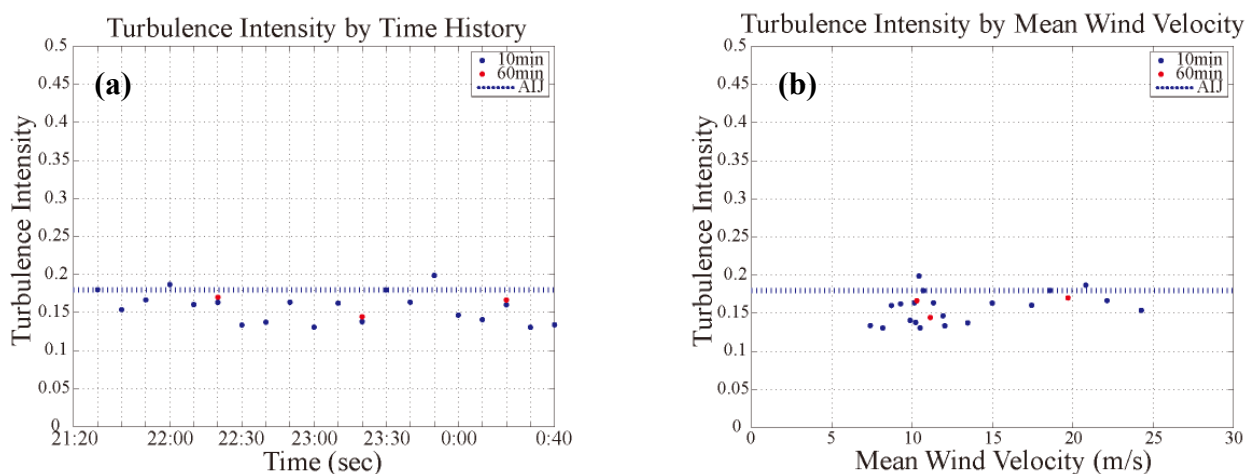 Turbulence Intensity by Time History
(a)
10min
60min
AIJ
Turbulence Intensity
0.5
0.45
0.4
0.35
0.3
0.25
0.2
0.15
0.1
0.05
0
21:20 22:00 22:30 23:00 23:30 0:00 0:40
Time (sec)
Turbulence Intensity by Mean Wind Velocity
(b)
10min
60min
AIJ
Turbulence Intensity
0.5
0.45
0.4
0.35
0.3
0.25
0.2
0.15
0.1
0.05
0
0 5 10 15 20 25 30
Mean Wind Velocity (m/s)